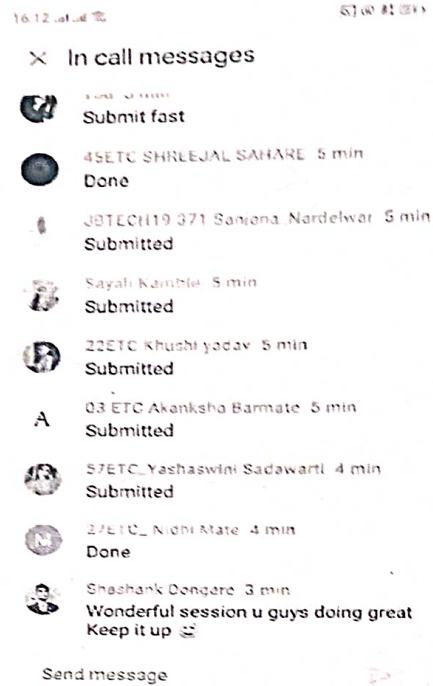 16.12
In call messages
Submit fast
45ETC SHREEJAL SAHARE 5 min
Done
JBTECH19 371 Sanjona Nardelwar 5 min
Submitted
Sayali Kamble 5 min
Submitted
22ETC Khushi yadav 5 min
Submitted
A
03 ETC Akanksha Barmate 5 min
Submitted
57ETC_Yashaswini Sadawarti 4 min
Submitted
M
27ETC_ Nidhi Mate 4 min
Done
Shashank Dongare 3 min
Wonderful session u guys doing great
Keep it up
Send message